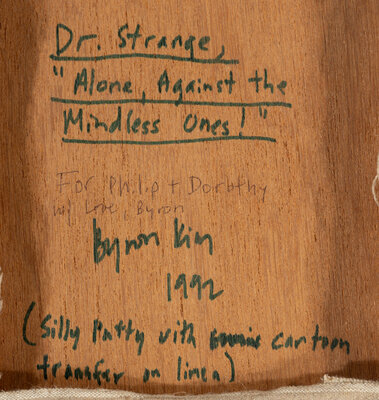 Dr. Strange,
"Alone, Against the
Mindless Ones!"
For Philip + Dorothy
w/ Love, Byron
Byron Kim
1992
(Silly Putty with cartoon
transfer on linen)